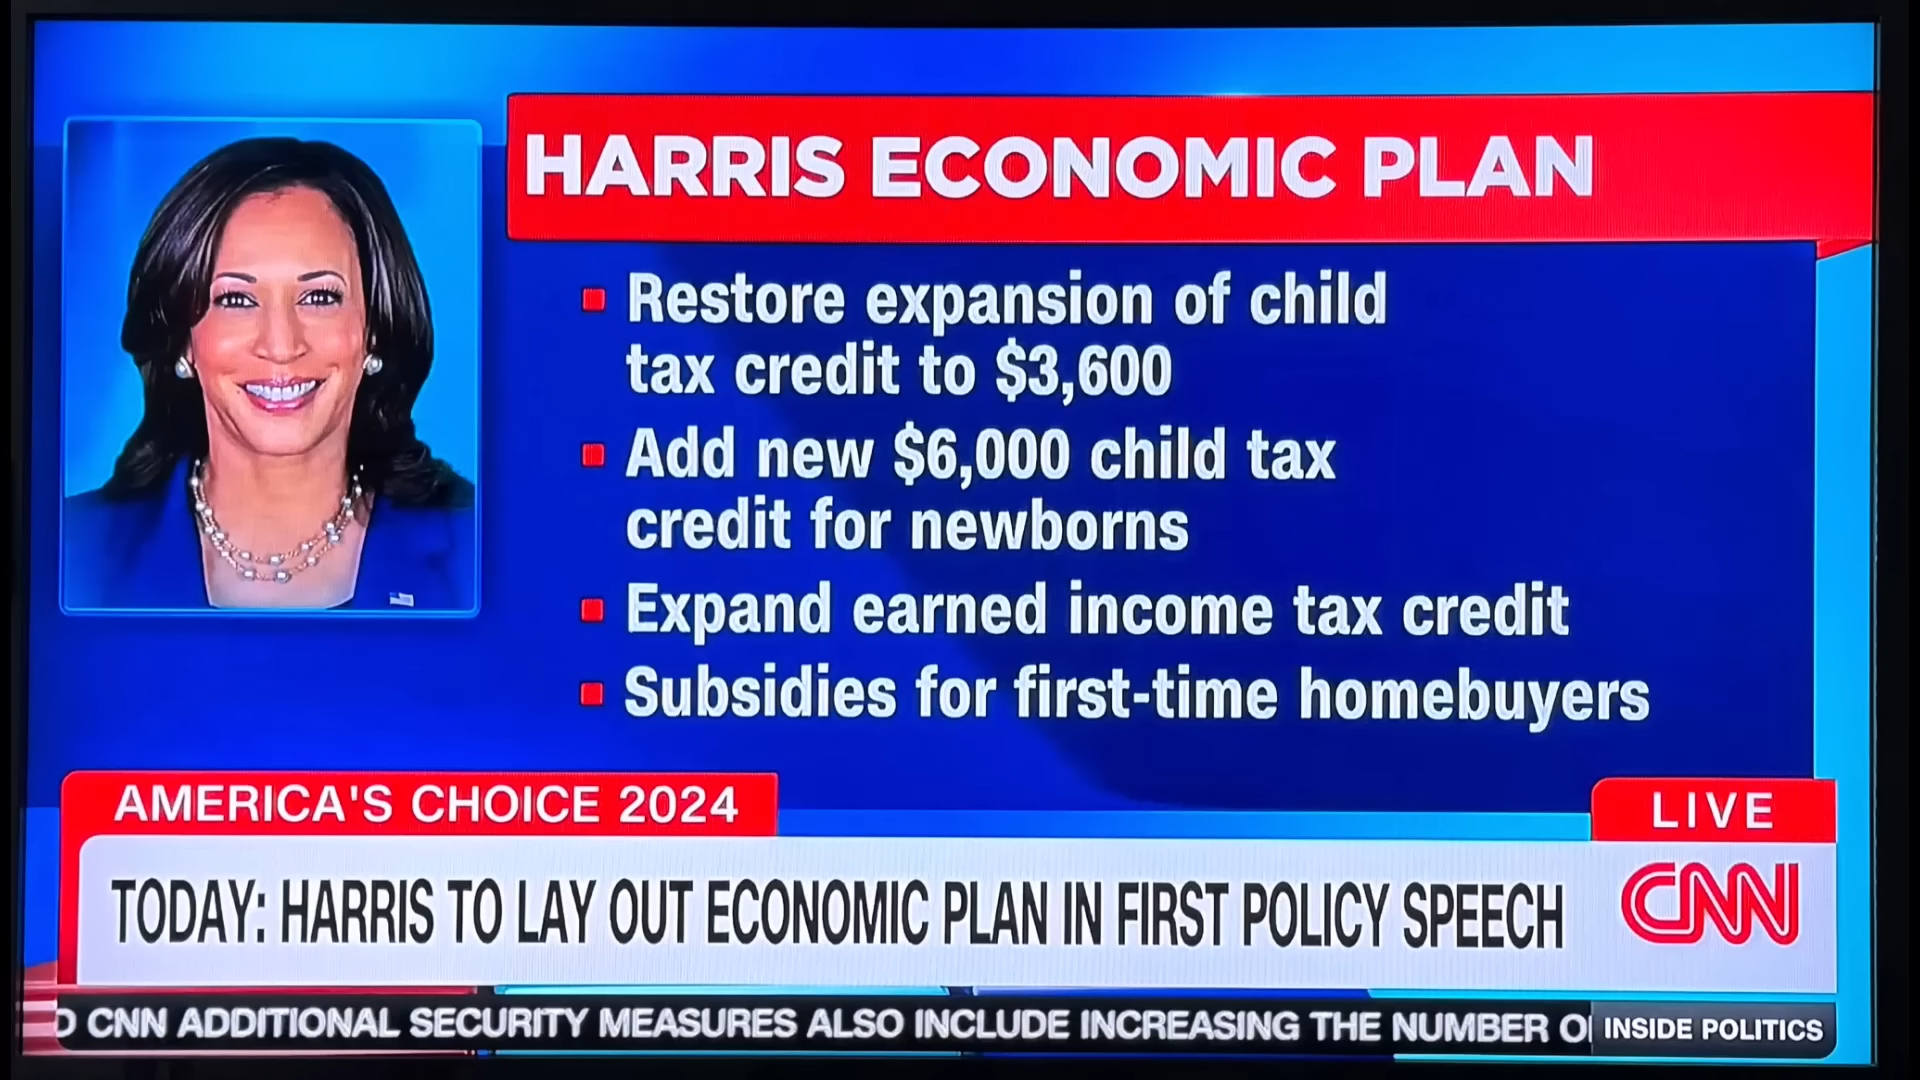 HARRIS ECONOMIC PLAN
Restore expansion of child
tax credit to $3,600
Add new $6,000 child tax
credit for newborns
Expand earned income tax credit
Subsidies for first-time homebuyers
AMERICA'S CHOICE 2024
LIVE
TODAY: HARRIS TO LAY OUT ECONOMIC PLAN IN FIRST POLICY SPEECH
CNN
CNN ADDITIONAL SECURITY MEASURES ALSO INCLUDE INCREASING THE NUMBER
INSIDE POLITICS